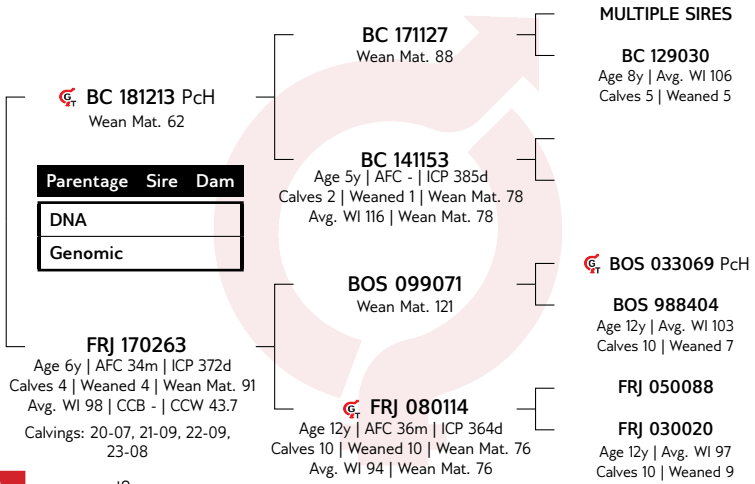 BC 181213 PcH
Wean Mat. 62
Parentage Sire Dam
DNA
Genomic
FRJ 170263
Age 6y | AFC 34m | ICP 372d
Calves 4 | Weaned 4 | Wean Mat. 91
Avg. WI 98 | CCB - | CCW 43.7
Calvings: 20-07, 21-09, 22-09,
23-08
BC 171127
Wean Mat. 88
BC 141153
Age 5y | AFC - | ICP 385d
Calves 2 | Weaned 1 | Wean Mat. 78
Avg. WI 116 | Wean Mat. 78
BOS 099071
Wean Mat. 121
FRJ 080114
Age 12y | AFC 36m | ICP 364d
Calves 10 | Weaned 10 | Wean Mat. 76
Avg. WI 94 | Wean Mat. 76
MULTIPLE SIRES
BC 129030
Age 8y | Avg. WI 106
Calves 5 | Weaned 5
BOS 033069 PcH
BOS 988404
Age 12y | Avg. WI 103
Calves 10 | Weaned 7
FRJ 050088
FRJ 030020
Age 12y | Avg. WI 97
Calves 10 | Weaned 9